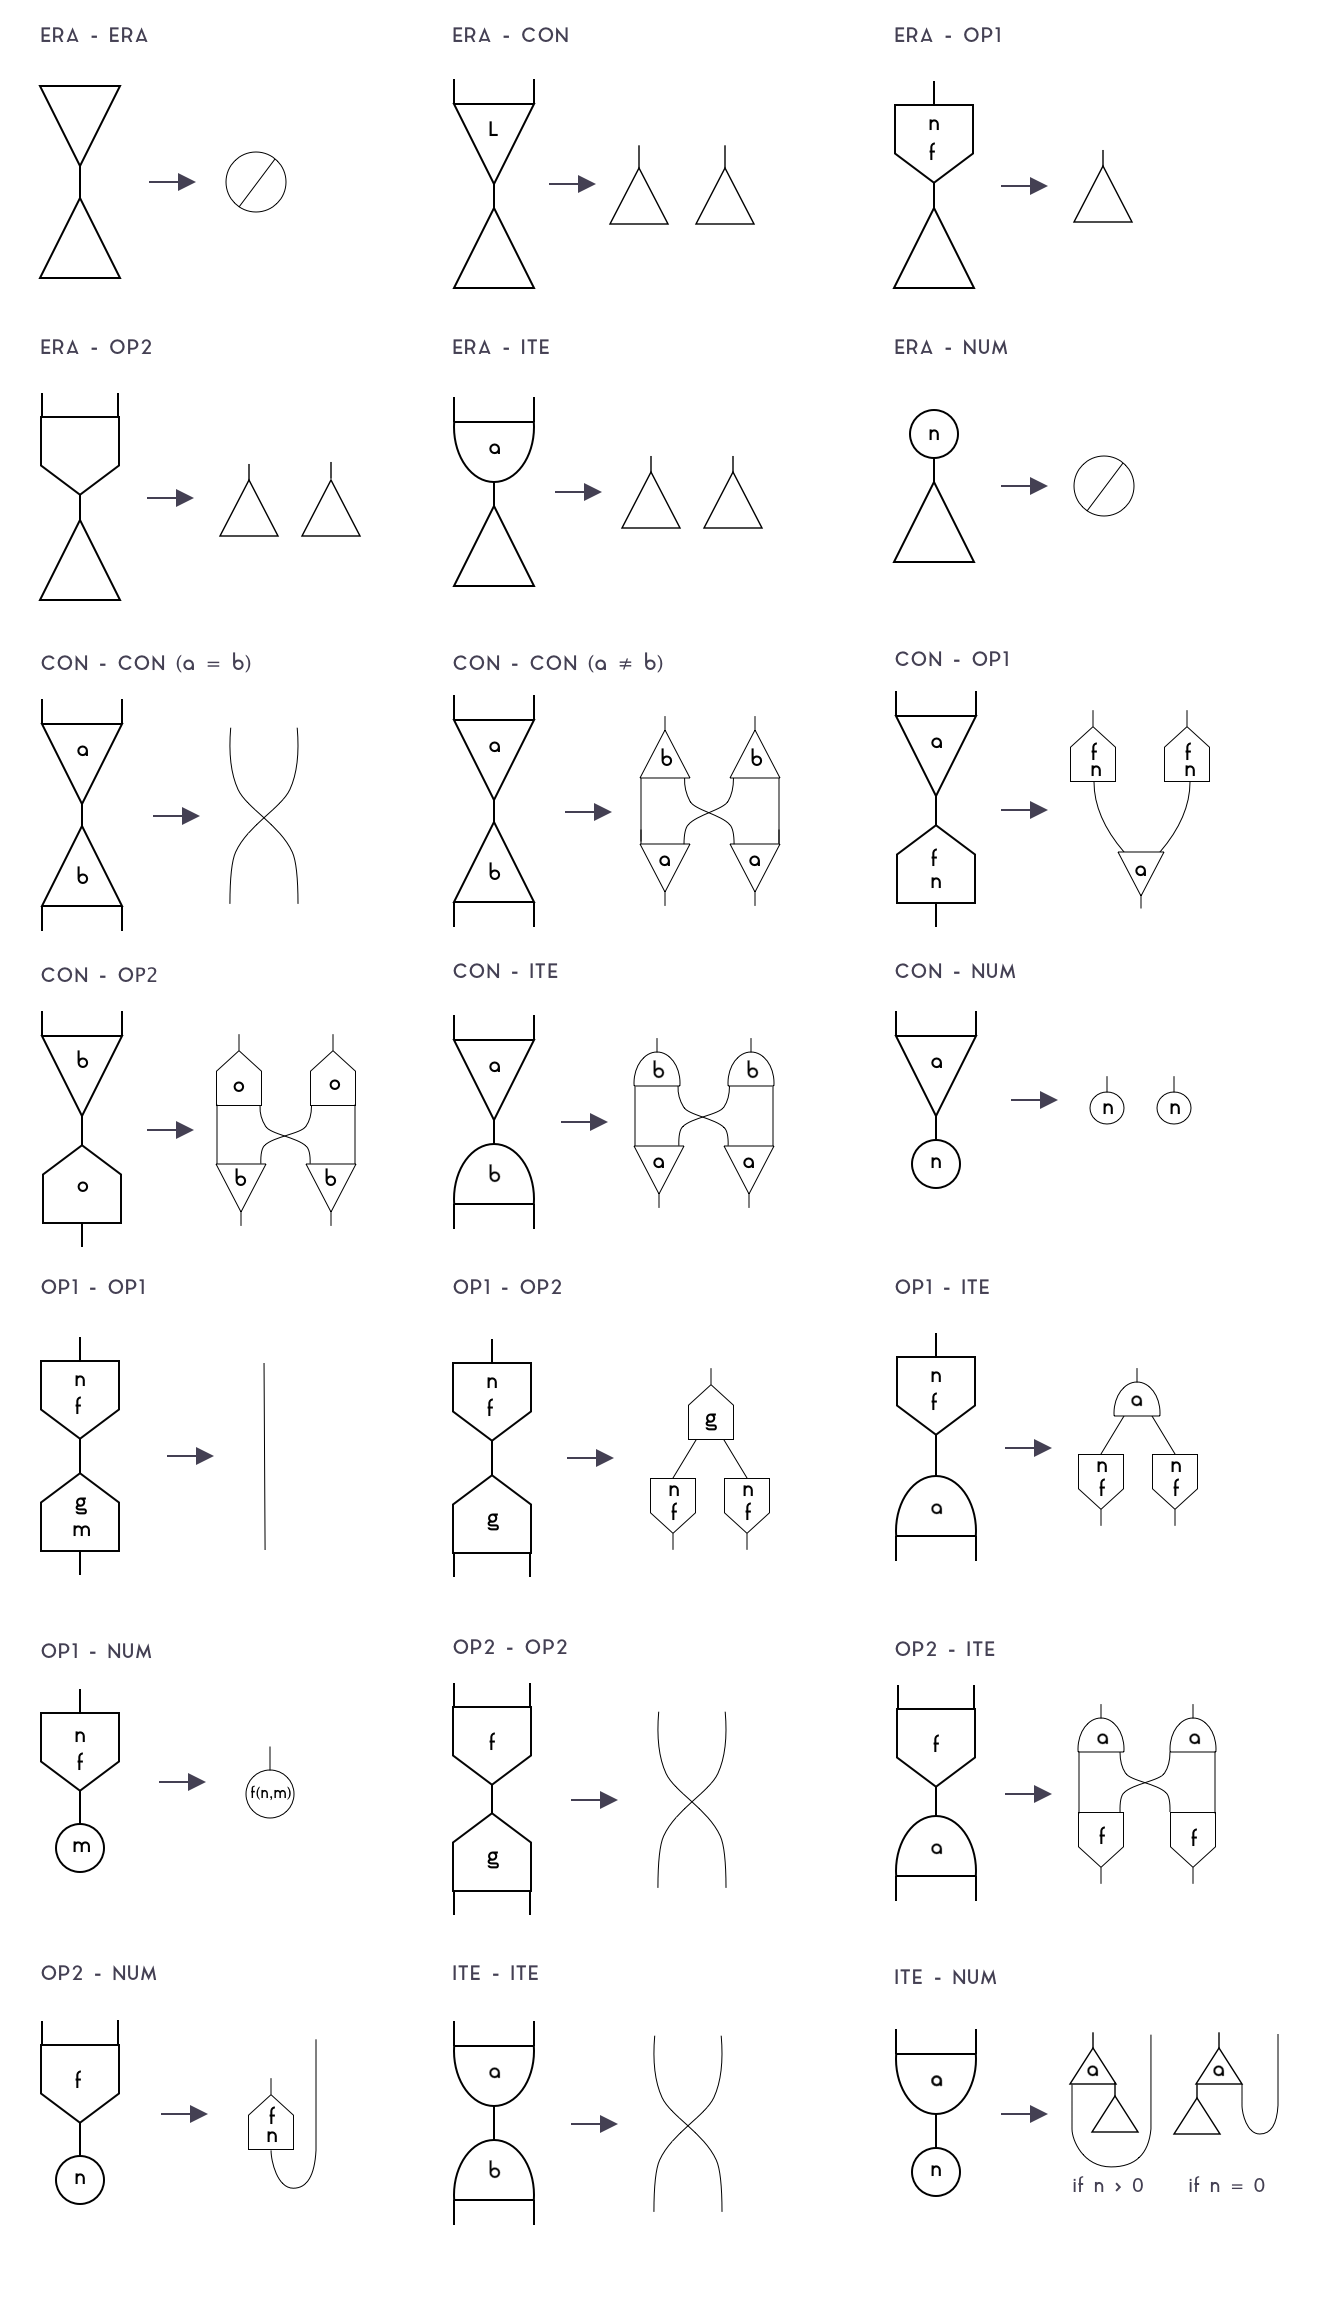 ERA - ERA
ERA - CON
ERA - OP1
L
n
f
ERA - OP2
ERA - ITE
ERA - NUM
a
n
CON - CON (a = b)
CON - CON (a ≠ b)
CON - OP1
a
b
a
b
b b
a a
a
f
n
f
n
f
n
a
CON - OP2
CON - ITE
CON - NUM
b
o
o o
b b
a
b
b b
a a
a
n
n n
OP1 - OP1
OP1 - OP2
OP1 - ITE
n
f
g
m
n
f
g
g
n
f
n
f
n
f
a
a
n
f
n
f
OP1 - NUM
OP2 - OP2
OP2 - ITE
n
f
m
f(n,m)
f
g
f
a
a a
f f
OP2 - NUM
ITE - ITE
ITE - NUM
f
n
f
n
a
b
a
n
a a
if n > 0 if n = 0